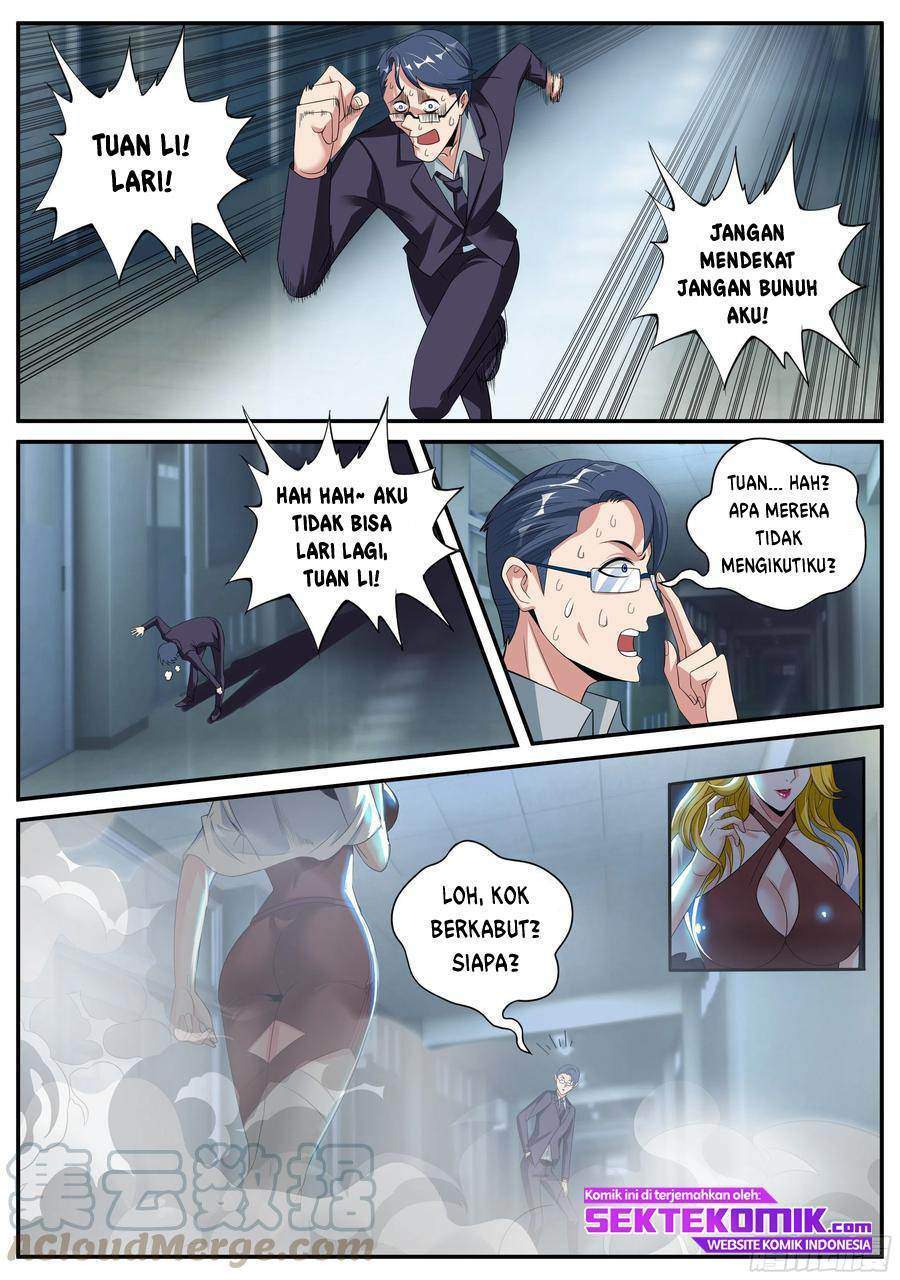 TUAN LI!
LARI!
JANGAN
MENDEKAT
JANGAN BUNUH
AKU!
HAH HAH~ AKU
TIDAK BISA
LARI LAGI,
TUAN LI!
TUAN... HAH?
APA MEREKA
TIDAK
MENGIKUTIKU?
LOH, KOK
BERKABUT?
SIAPA?
集云数据
ACloudMerge.com
Komik ini di terjemahkan oleh:
SEKTEKOMIK.com
WEBSITE KOMIK INDONESIA